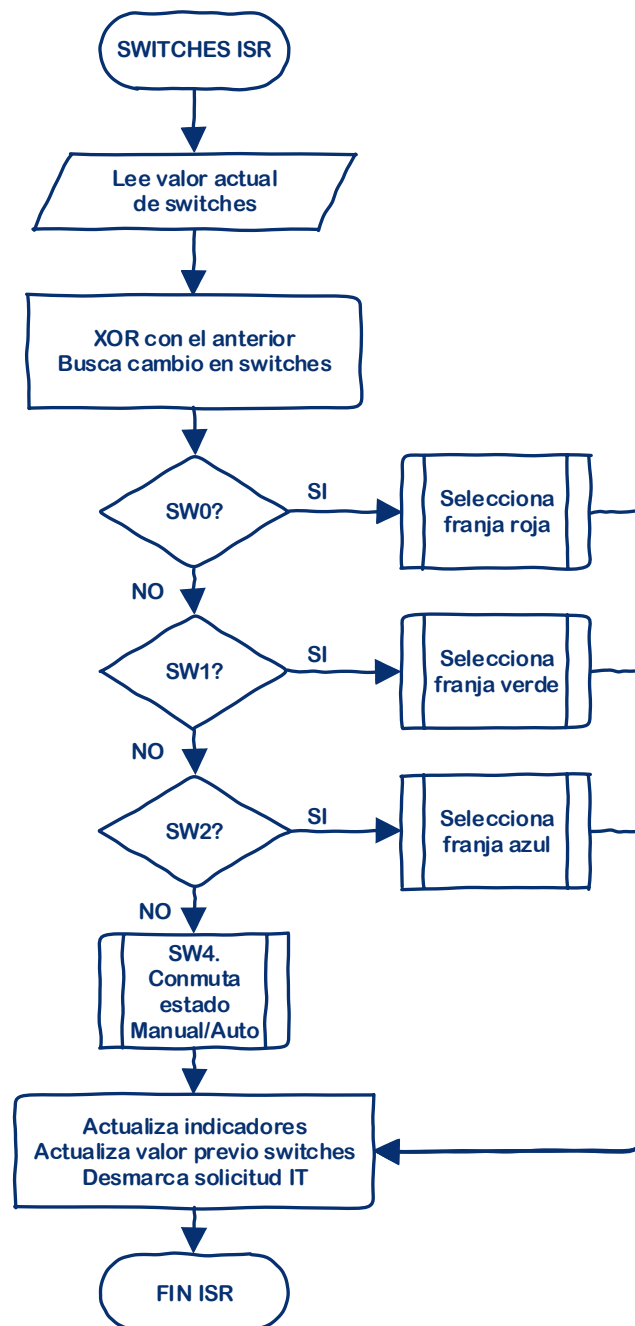 SWITCHES ISR
Lee valor actual
de switches
XOR con el anterior
Busca cambio en switches
SW0?
SI
Selecciona
franja roja
NO
SW1?
SI
Selecciona
franja verde
NO
SW2?
SI
Selecciona
franja azul
NO
SW4.
Conmuta
estado
Manual/Auto
Actualiza indicadores
Actualiza valor previo switches
Desmarca solicitud IT
FIN ISR